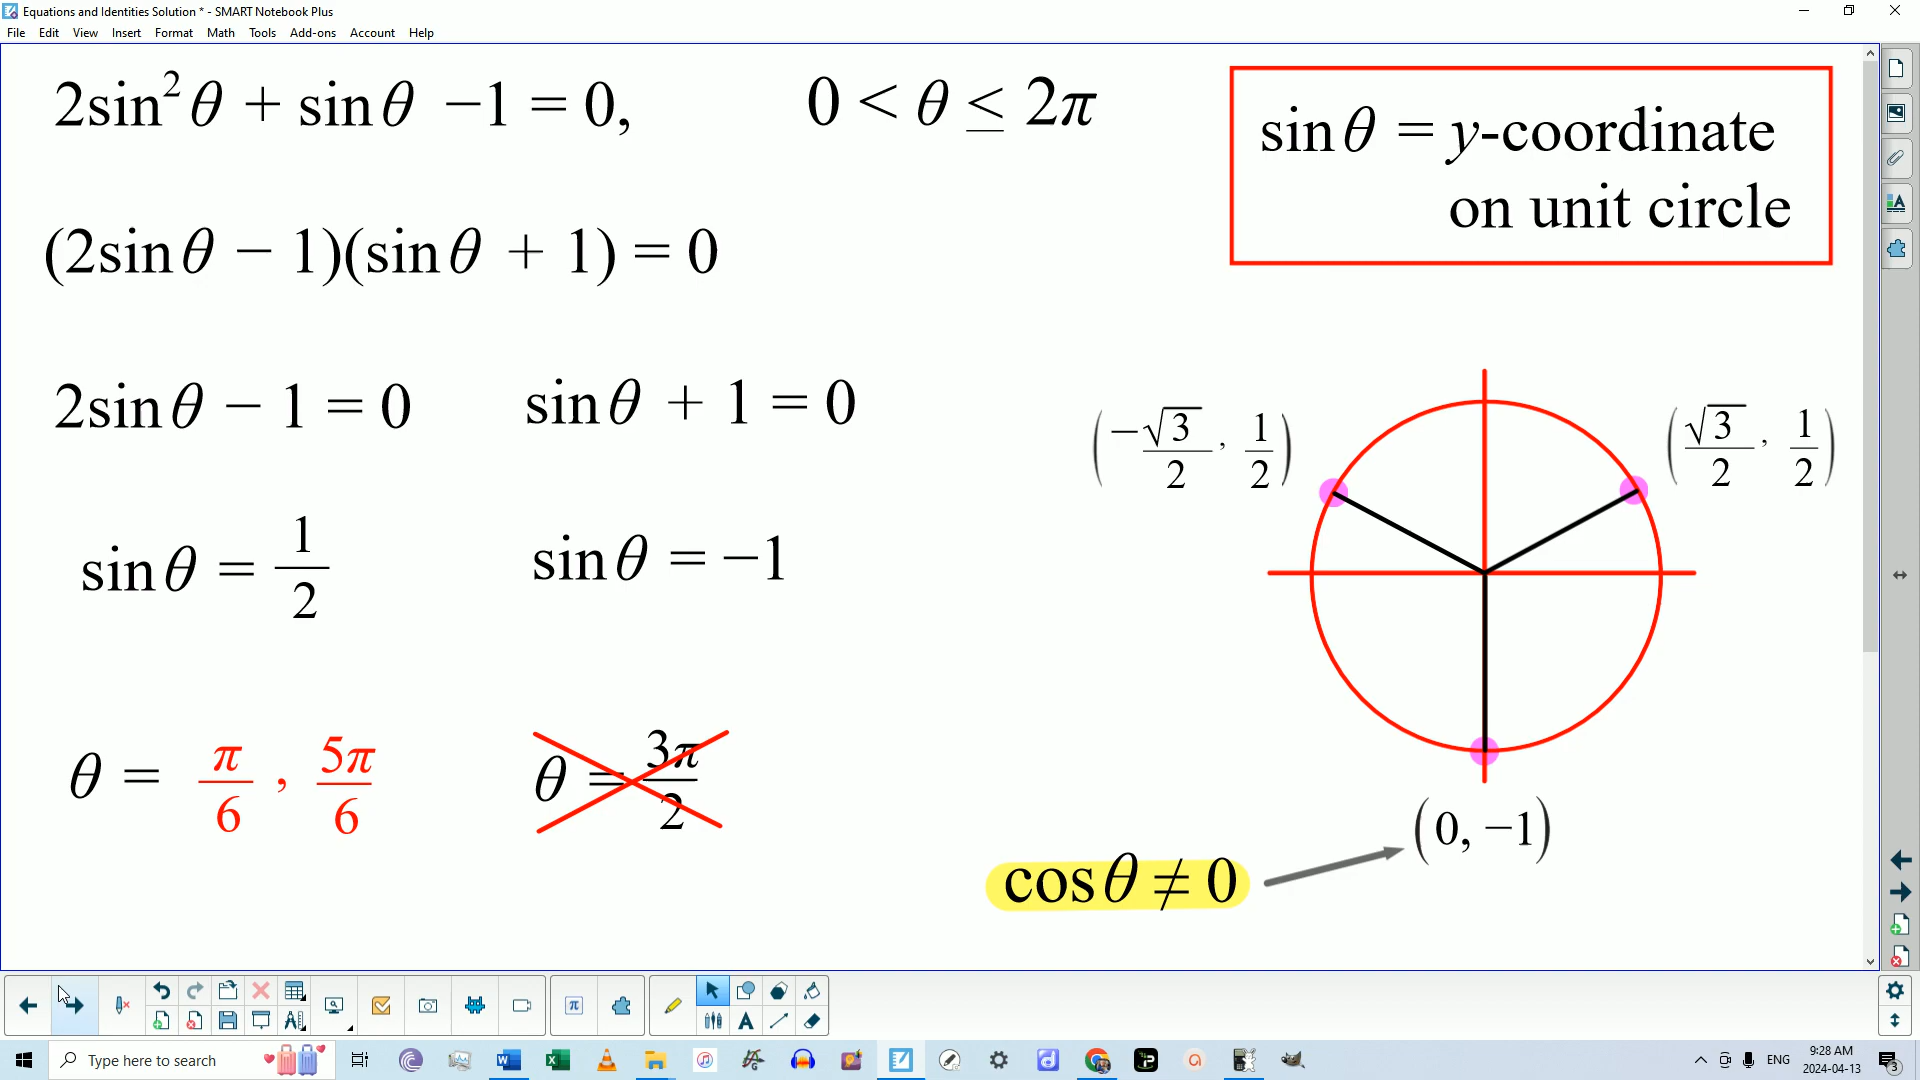 Equations and Identities Solution * - SMART Notebook Plus
File Edit View Insert Format Math Tools Add-ons Account Help
2sin²θ + sinθ −1 = 0, 0 < θ ≤ 2π
sinθ = y-coordinate
on unit circle
(2sinθ − 1)(sinθ + 1) = 0
2sinθ − 1 = 0 sinθ + 1 = 0
(−√3/2, 1/2) (√3/2, 1/2)
sinθ = 1/2 sinθ = −1
θ = π/6, 5π/6 θ = 3π/2
(0, −1)
cosθ ≠ 0
Type here to search
ENG
9:28 AM
2024-04-13
3